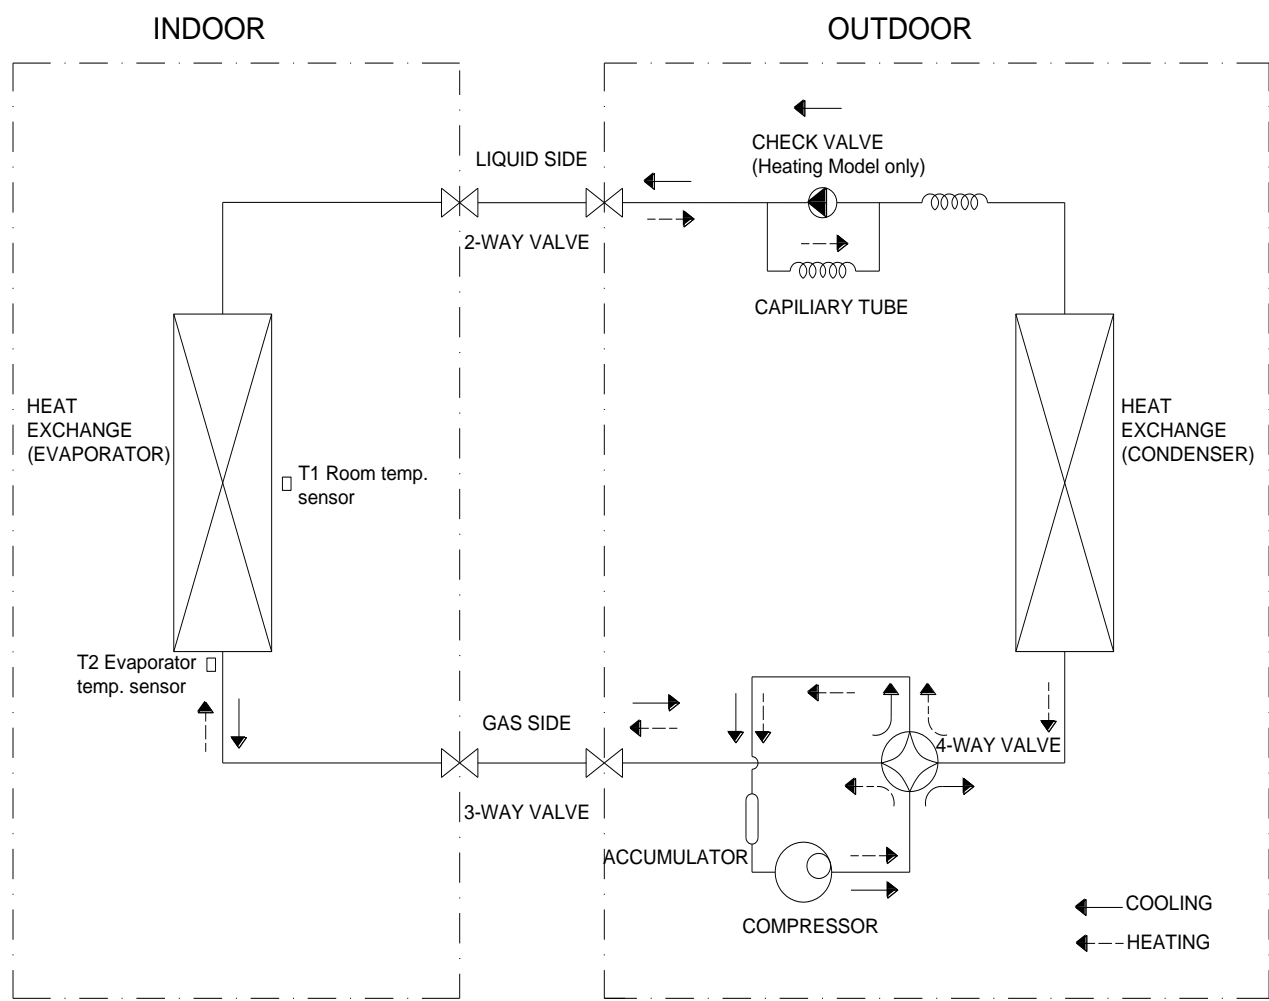 INDOOR
OUTDOOR
CHECK VALVE
(Heating Model only)
LIQUID SIDE
2-WAY VALVE
CAPILIARY TUBE
HEAT
EXCHANGE
(EVAPORATOR)
T1 Room temp.
sensor
HEAT
EXCHANGE
(CONDENSER)
T2 Evaporator
temp. sensor
GAS SIDE
4-WAY VALVE
3-WAY VALVE
ACCUMULATOR
COMPRESSOR
COOLING
HEATING